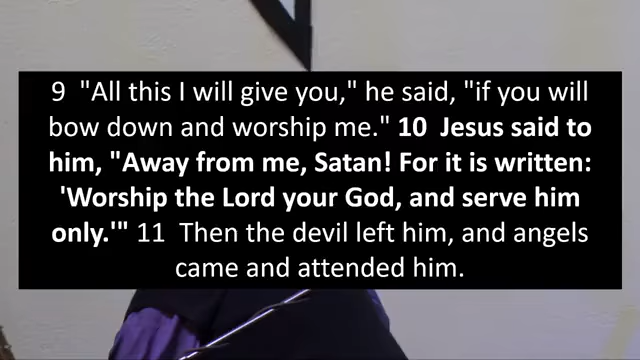 9  "All this I will give you," he said, "if you will
bow down and worship me." 10  Jesus said to
him, "Away from me, Satan! For it is written:
'Worship the Lord your God, and serve him
only.'" 11  Then the devil left him, and angels
came and attended him.